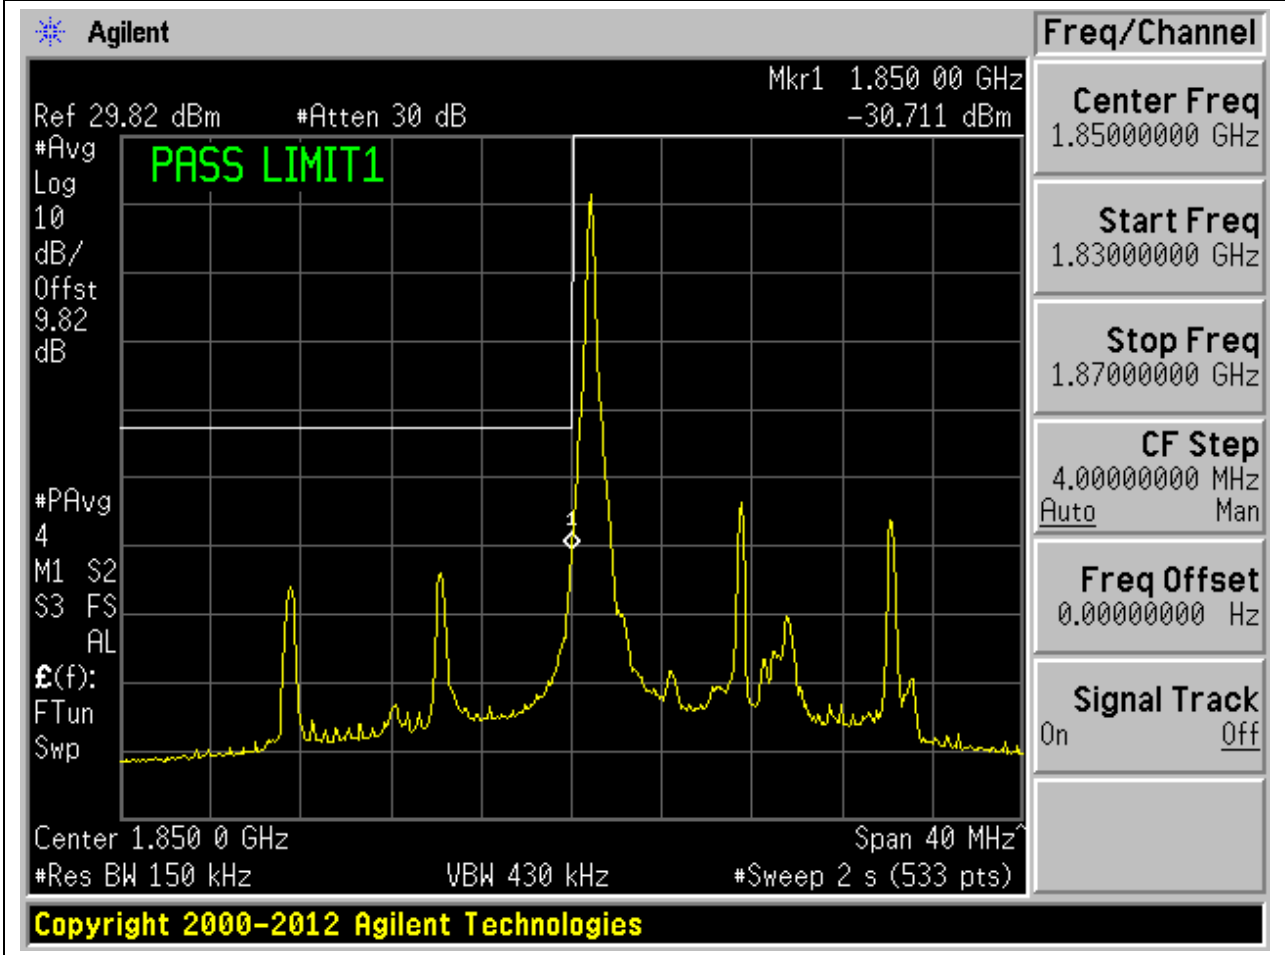 Agilent
Freq/Channel
Mkr1 1.850 00 GHz
Ref 29.82 dBm #Atten 30 dB -30.711 dBm
#Avg
Log
10
dB/
Offst
9.82
dB
PASS LIMIT1
1
#PAvg
4
M1 S2
S3 FS
AL
£(f):
FTun
Swp
Center 1.850 0 GHz Span 40 MHz^
#Res BW 150 kHz VBW 430 kHz #Sweep 2 s (533 pts)
Copyright 2000-2012 Agilent Technologies
Center Freq
1.85000000 GHz
Start Freq
1.83000000 GHz
Stop Freq
1.87000000 GHz
CF Step
4.00000000 MHz
Auto Man
Freq Offset
0.00000000 Hz
Signal Track
On Off